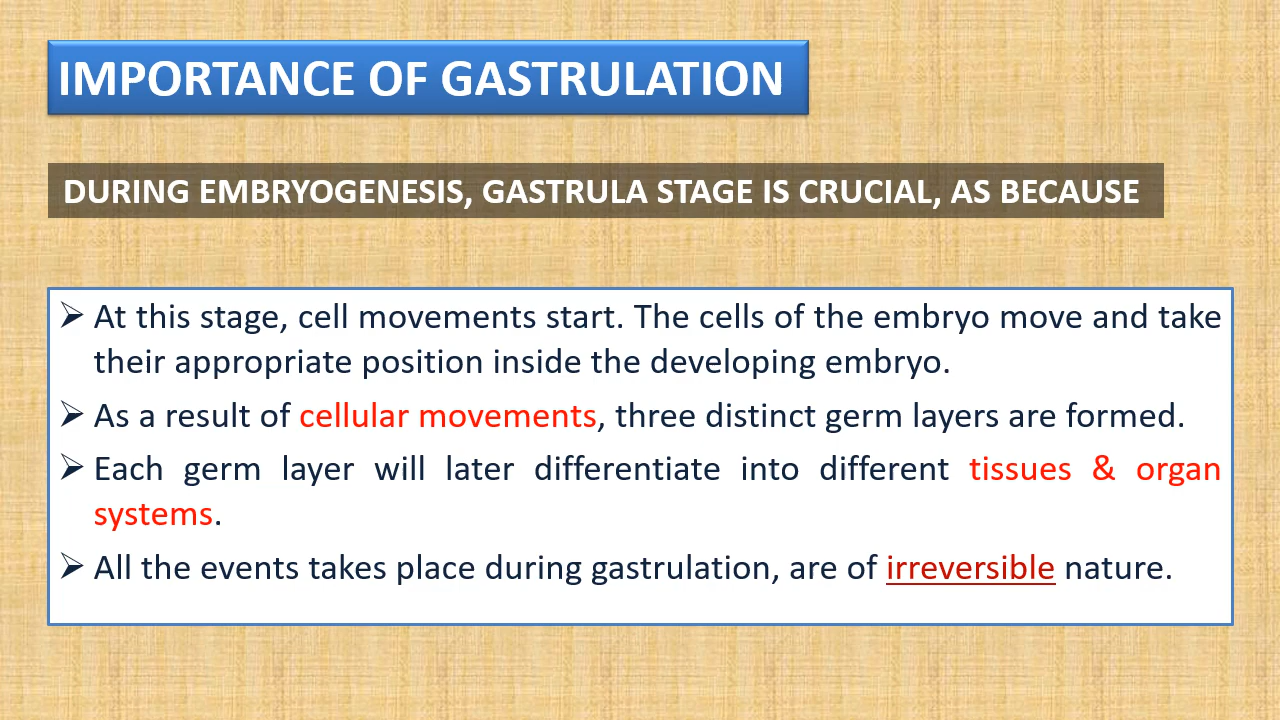 IMPORTANCE OF GASTRULATION
DURING EMBRYOGENESIS, GASTRULA STAGE IS CRUCIAL, AS BECAUSE
➢ At this stage, cell movements start. The cells of the embryo move and take
their appropriate position inside the developing embryo.
➢ As a result of cellular movements, three distinct germ layers are formed.
➢ Each germ layer will later differentiate into different tissues & organ
systems.
➢ All the events takes place during gastrulation, are of irreversible nature.